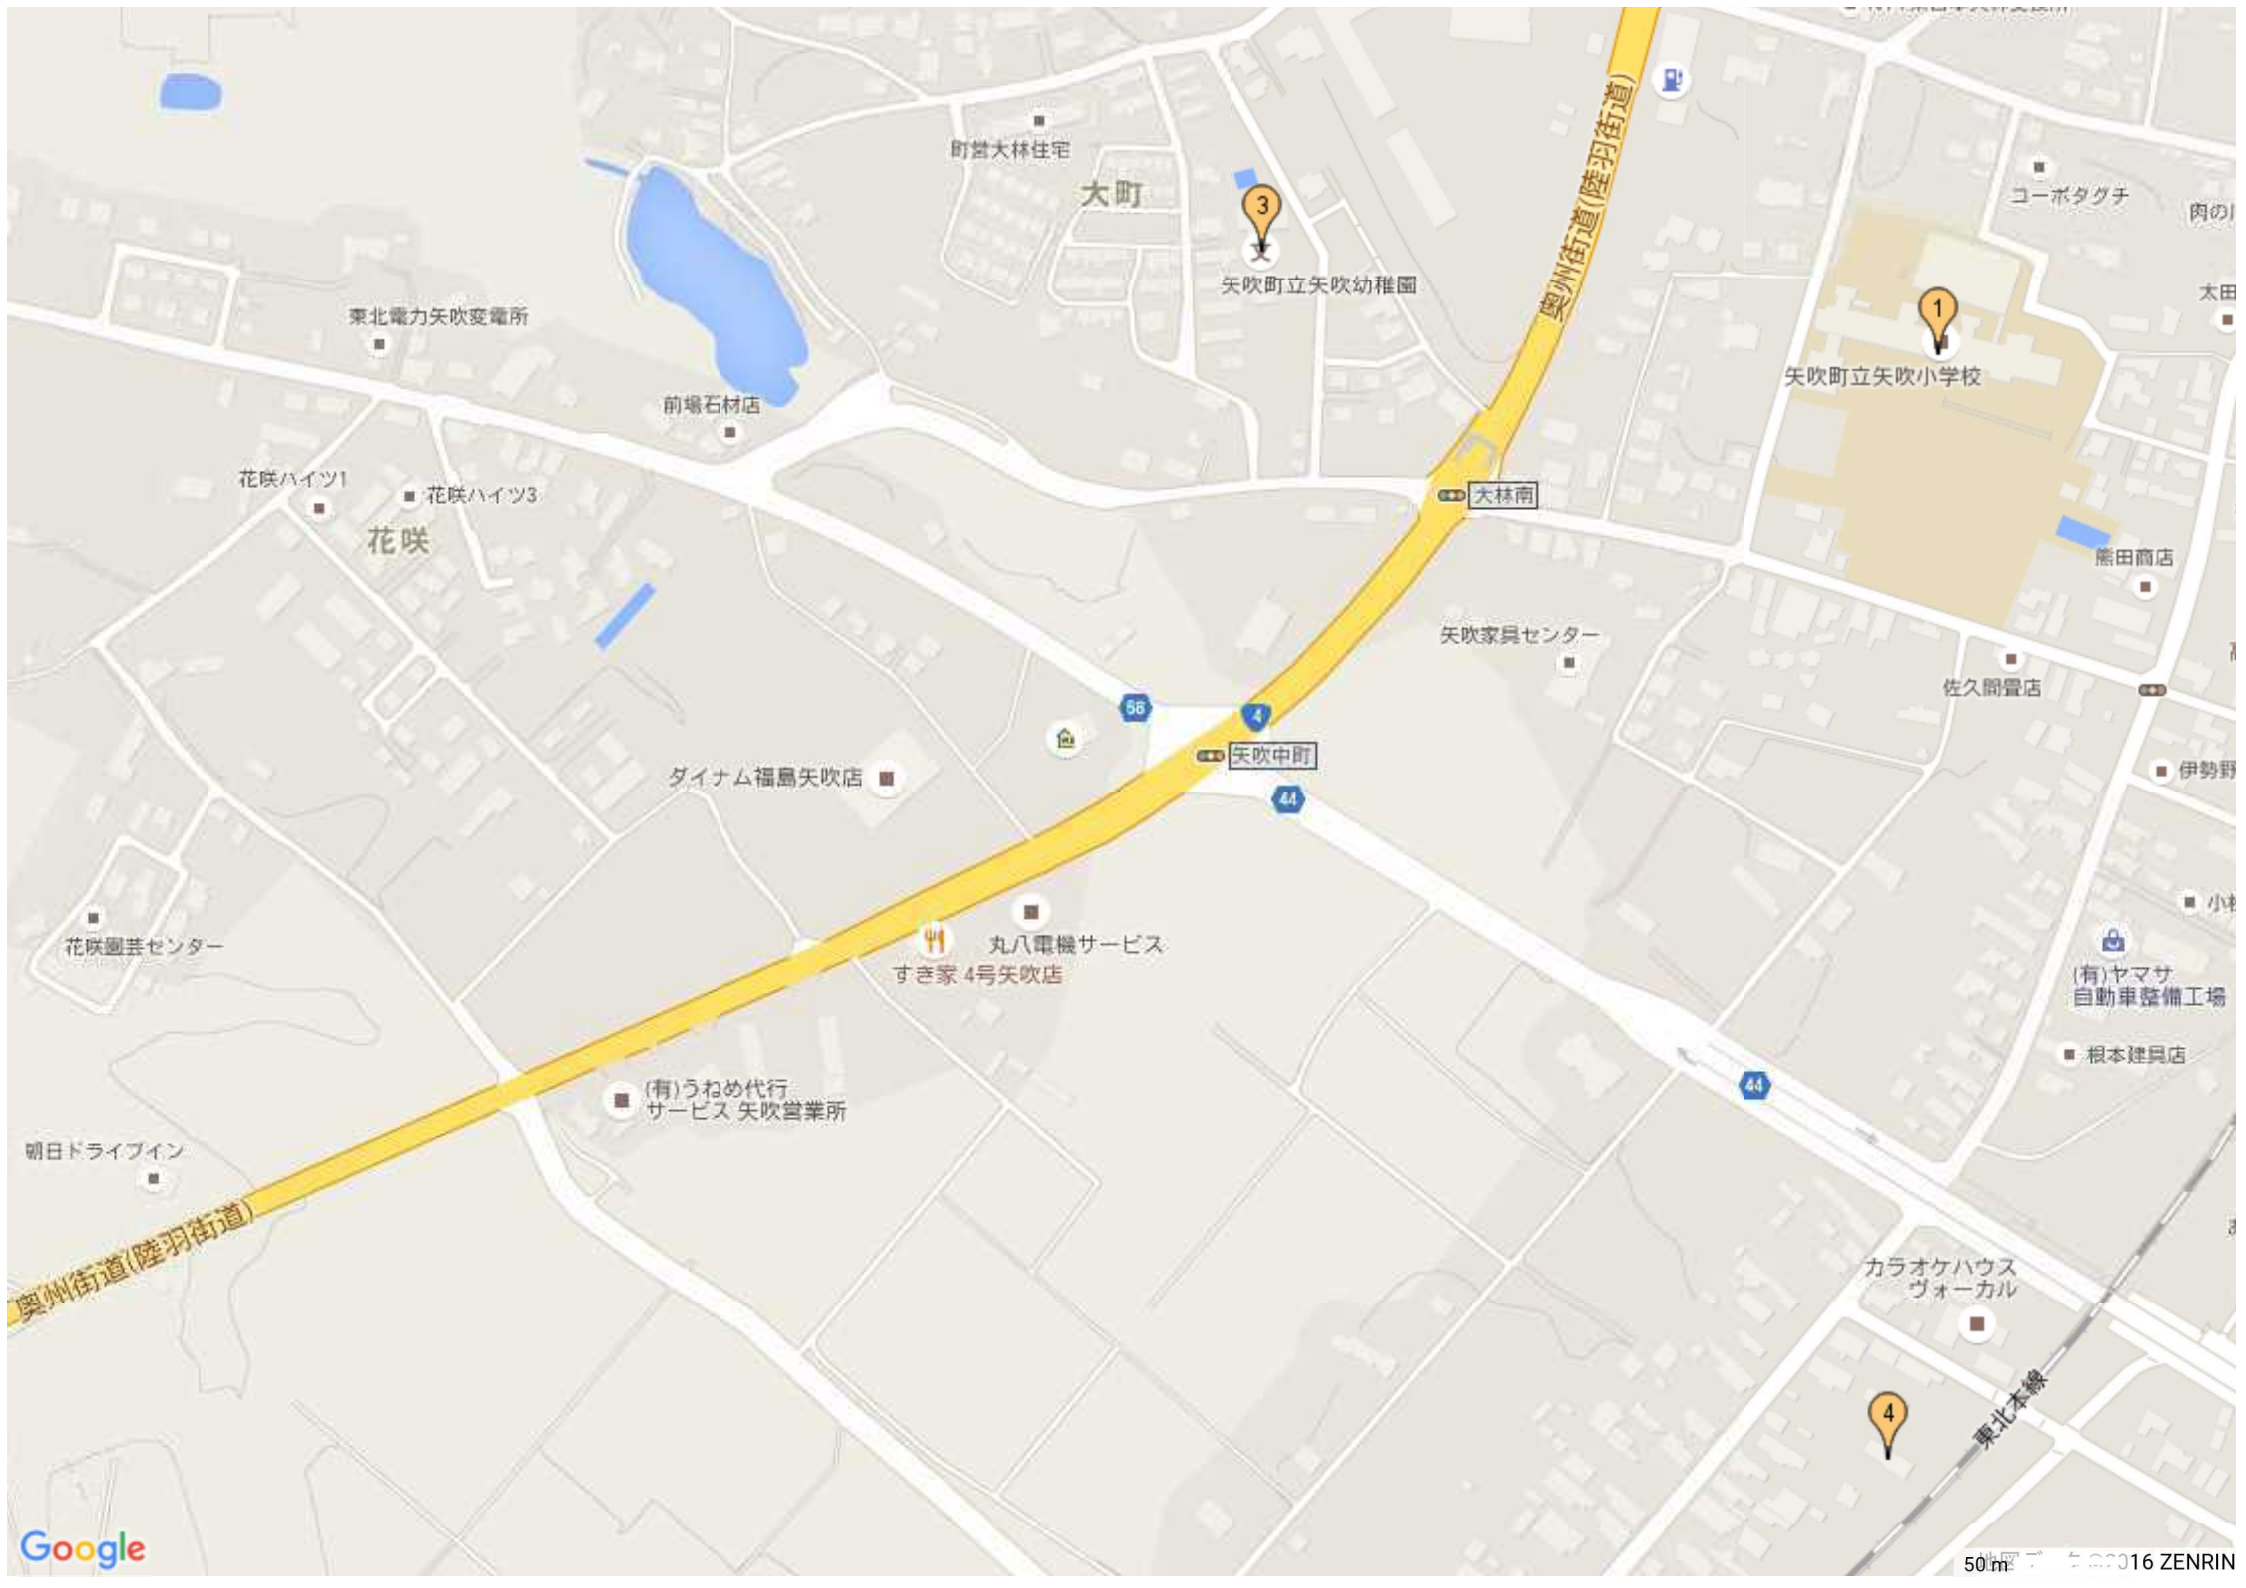 町営大林住宅
大町
コーポタグチ
肉の
3
矢吹町立矢吹幼稚園
奥州街道(陸羽街道)
太田
1
矢吹町立矢吹小学校
東北電力矢吹変電所
前場石材店
花咲ハイツ1
花咲ハイツ3
花咲
大林南
熊田商店
矢吹家具センター
佐久間畳店
58
4
矢吹中町
44
ダイナム福島矢吹店
伊勢野
花咲園芸センター
丸八電機サービス
すき家 4号矢吹店
(有)ヤマサ
自動車整備工場
根本建具店
44
(有)うねめ代行
サービス 矢吹営業所
朝日ドライブイン
奥州街道(陸羽街道)
カラオケハウス
ヴォーカル
東北本線
4
Google
50 m
2016 ZENRIN